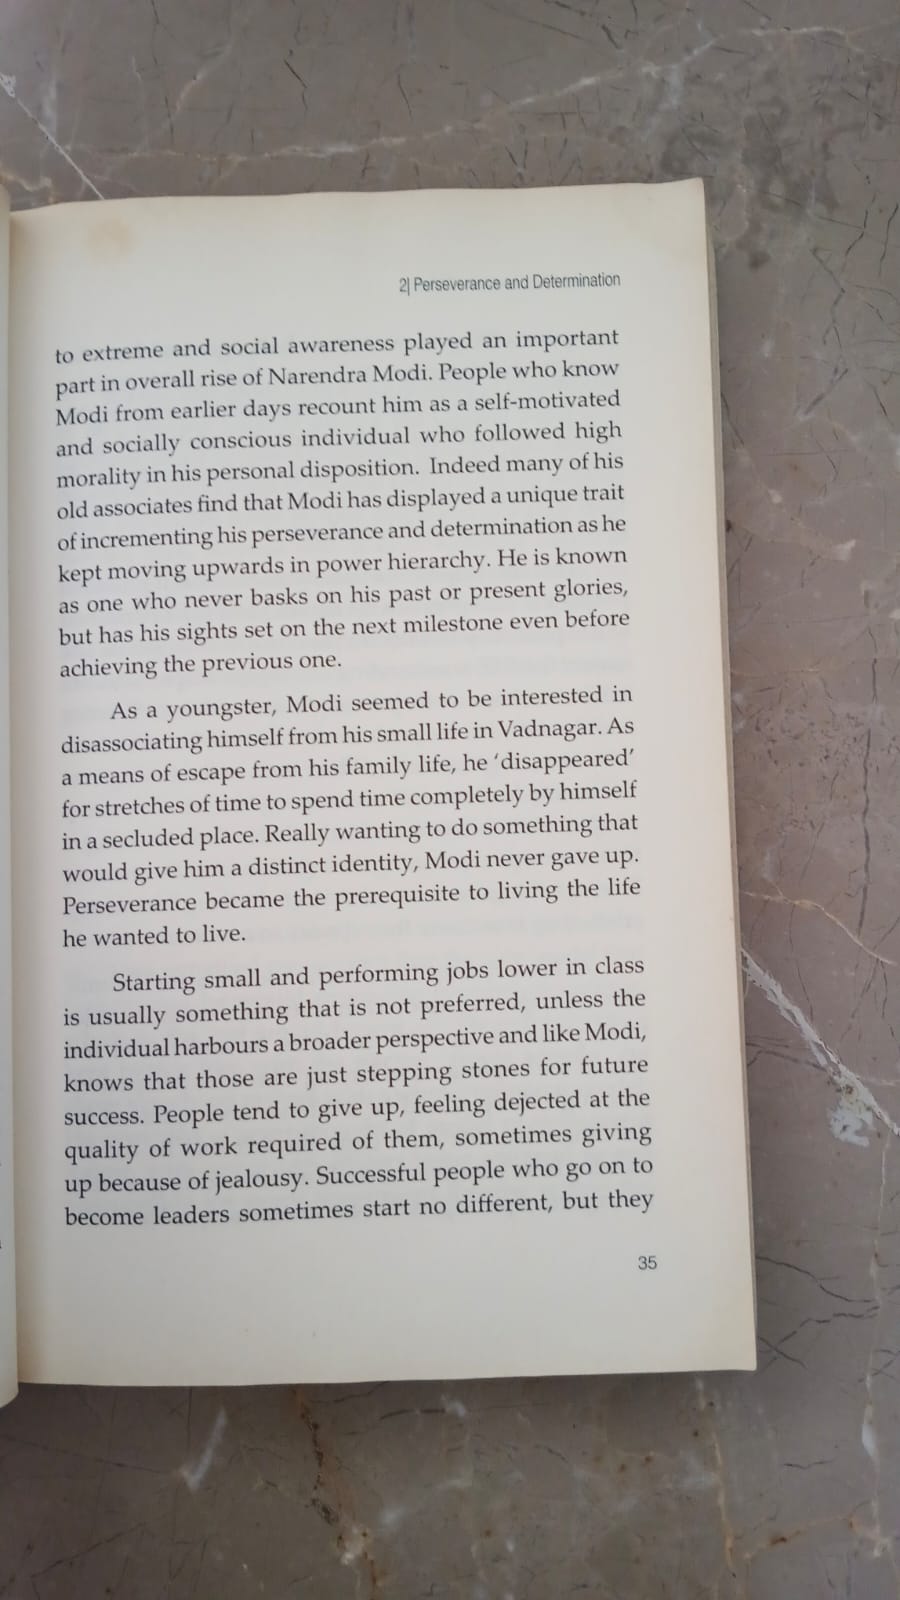 2| Perseverance and Determination
to extreme and social awareness played an important
part in overall rise of Narendra Modi. People who know
Modi from earlier days recount him as a self-motivated
and socially conscious individual who followed high
morality in his personal disposition. Indeed many of his
old associates find that Modi has displayed a unique trait
of incrementing his perseverance and determination as he
kept moving upwards in power hierarchy. He is known
as one who never basks on his past or present glories,
but has his sights set on the next milestone even before
achieving the previous one.
As a youngster, Modi seemed to be interested in
disassociating himself from his small life in Vadnagar. As
a means of escape from his family life, he ‘disappeared’
for stretches of time to spend time completely by himself
in a secluded place. Really wanting to do something that
would give him a distinct identity, Modi never gave up.
Perseverance became the prerequisite to living the life
he wanted to live.
Starting small and performing jobs lower in class
is usually something that is not preferred, unless the
individual harbours a broader perspective and like Modi,
knows that those are just stepping stones for future
success. People tend to give up, feeling dejected at the
quality of work required of them, sometimes giving
up because of jealousy. Successful people who go on to
become leaders sometimes start no different, but they
35